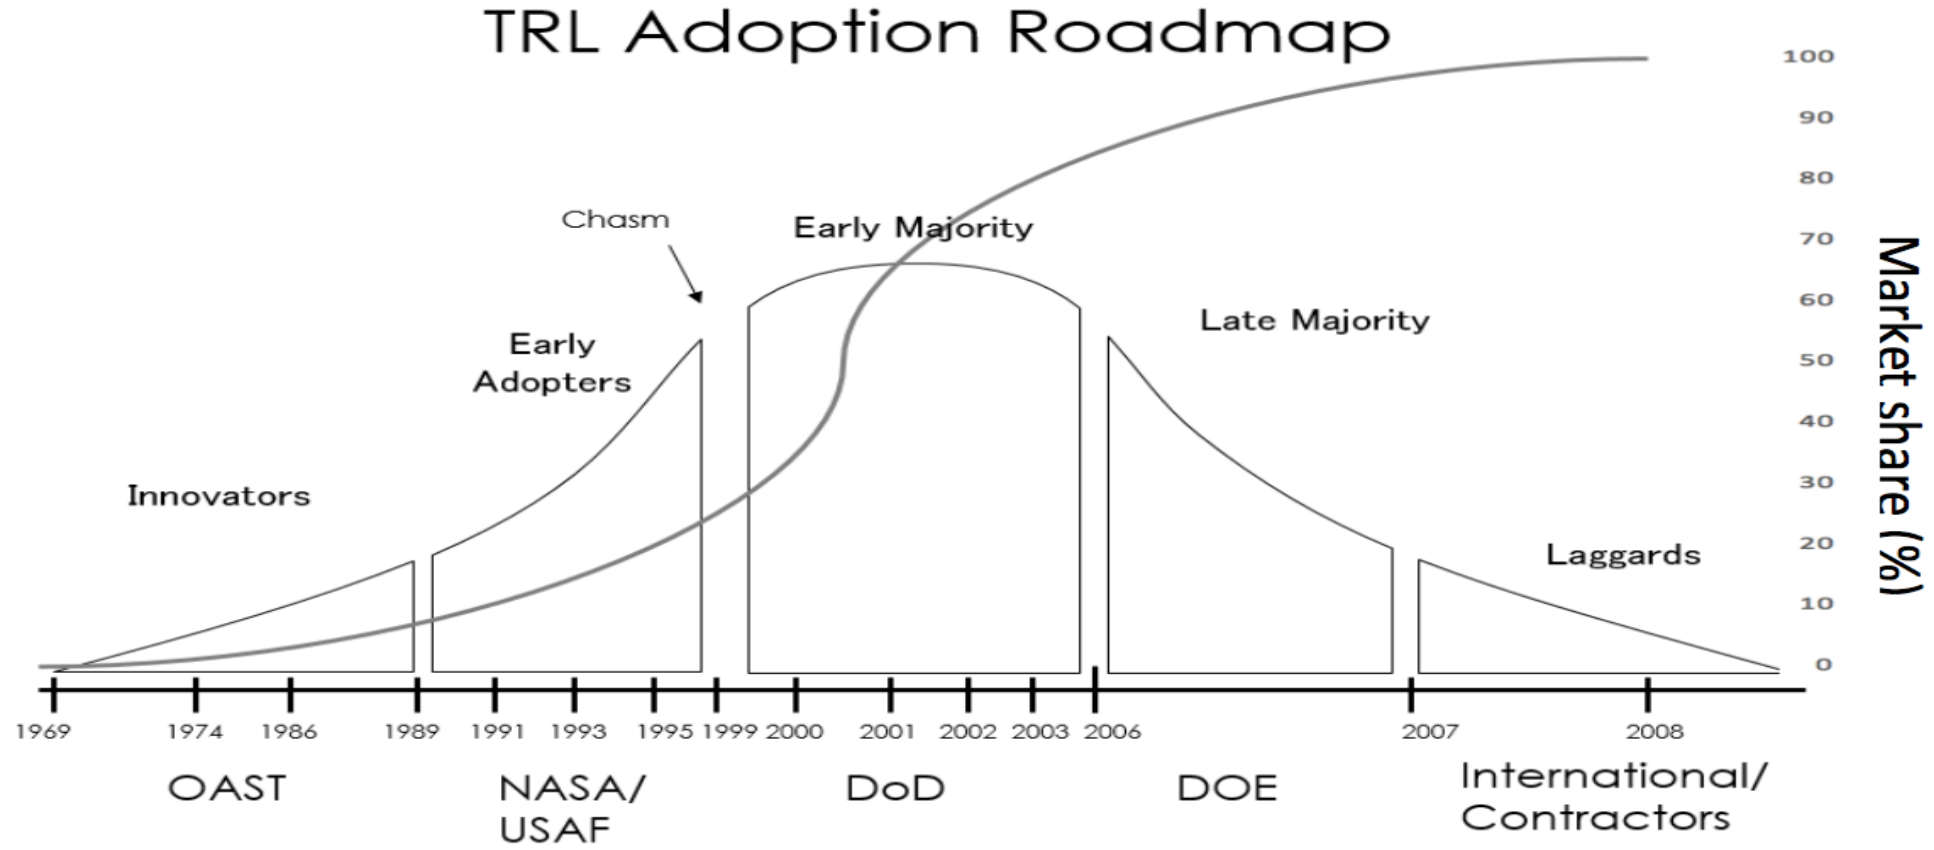 TRL Adoption Roadmap
100
90
80
70
60
50
40
30
20
10
0
Market share (%)
Chasm
Early Majority
Early
Adopters
Late Majority
Innovators
Laggards
1969 1974 1986 1989 1991 1993 1995 1999 2000 2001 2002 2003 2006 2007 2008
OAST
NASA/
USAF
DoD
DOE
International/
Contractors